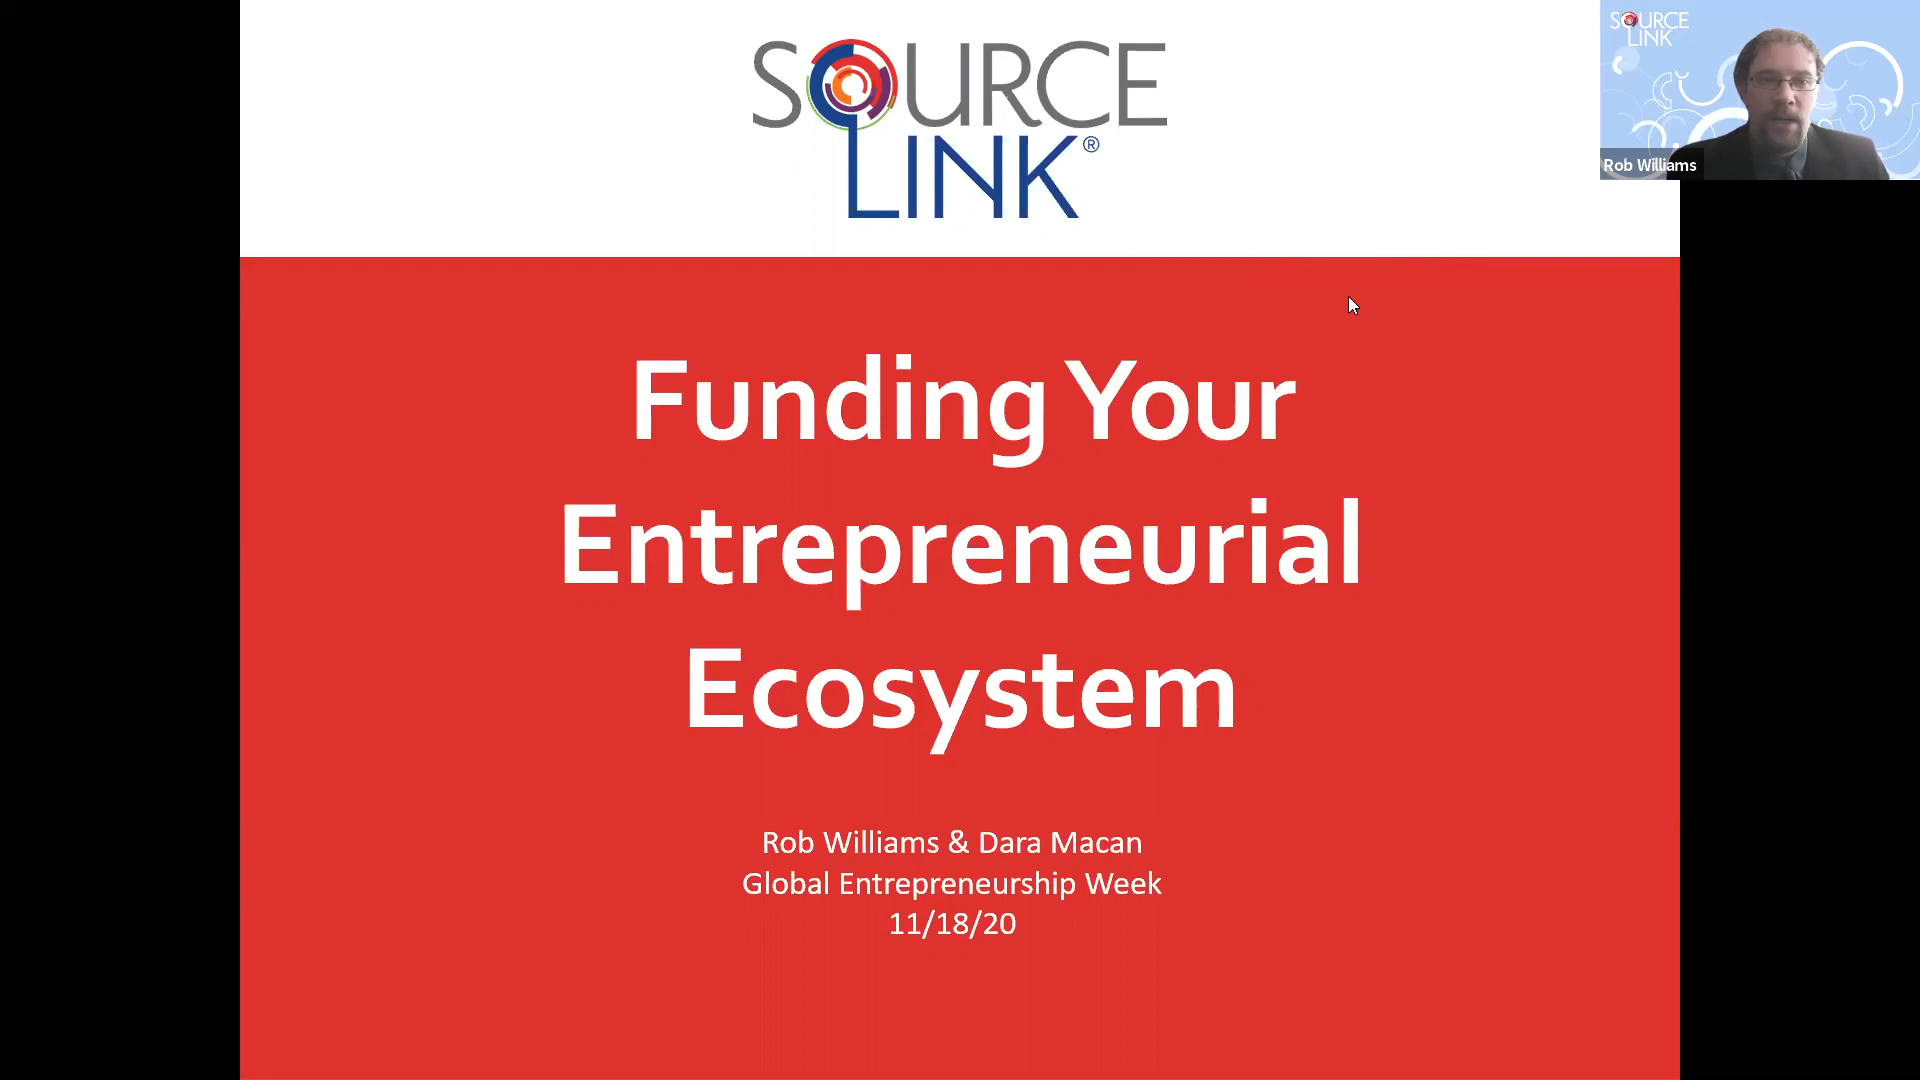 SOURCE
LINK®
SOURCE
LINK
Rob Williams
Funding Your
Entrepreneurial
Ecosystem
Rob Williams & Dara Macan
Global Entrepreneurship Week
11/18/20